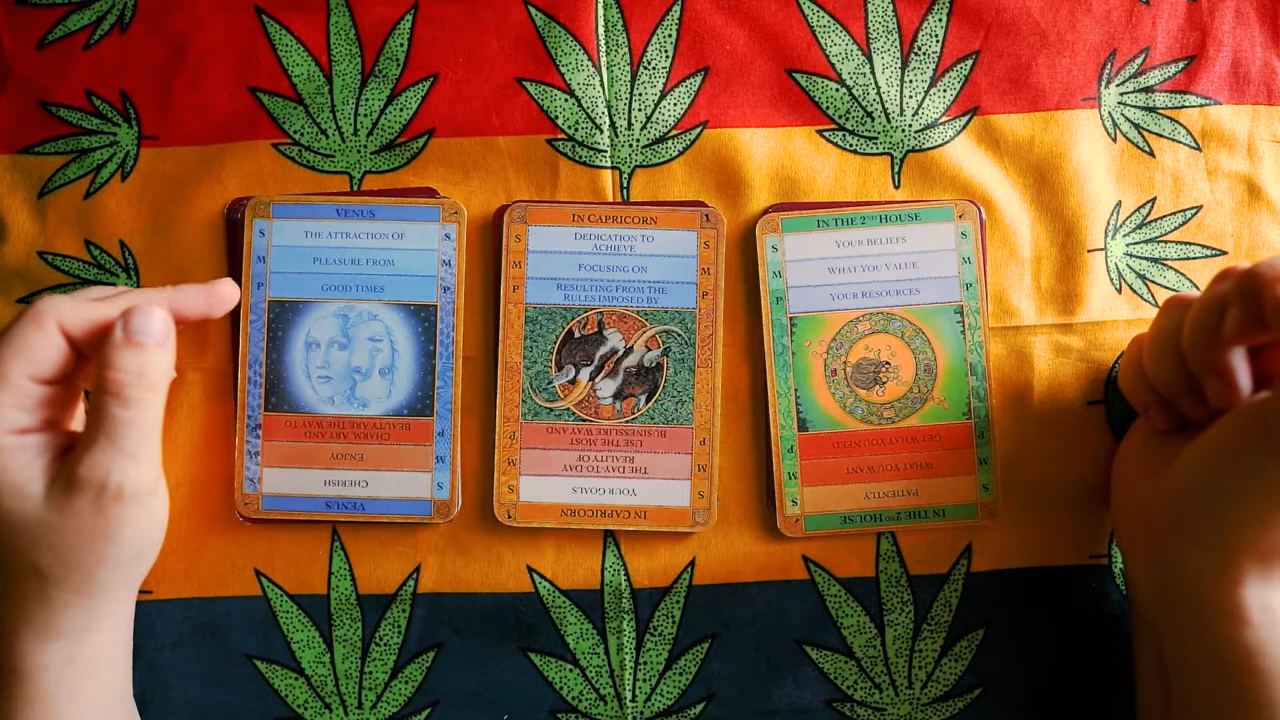 VENUS
THE ATTRACTION OF
PLEASURE FROM
GOOD TIMES
S
M
P
S
M
P
CHARM, ART AND
BEAUTY ARE THE WAY TO
ENJOY
CHERISH
VENUS
P
M
S
P
M
S
IN CAPRICORN
1
DEDICATION TO
ACHIEVE
FOCUSING ON
RESULTING FROM THE
RULES IMPOSED BY
S
M
P
S
M
P
USE THE MOST
BUSINESSLIKE WAY AND
THE DAY-TO-DAY
REALITY OF
YOUR GOALS
IN CAPRICORN
1
P
M
S
P
M
S
IN THE 2ND HOUSE
YOUR BELIEFS
WHAT YOU VALUE
YOUR RESOURCES
S
M
P
S
M
P
GET WHAT YOU NEED
WHAT YOU WANT
PATIENTLY
IN THE 2ND HOUSE
P
M
S
P
M
S